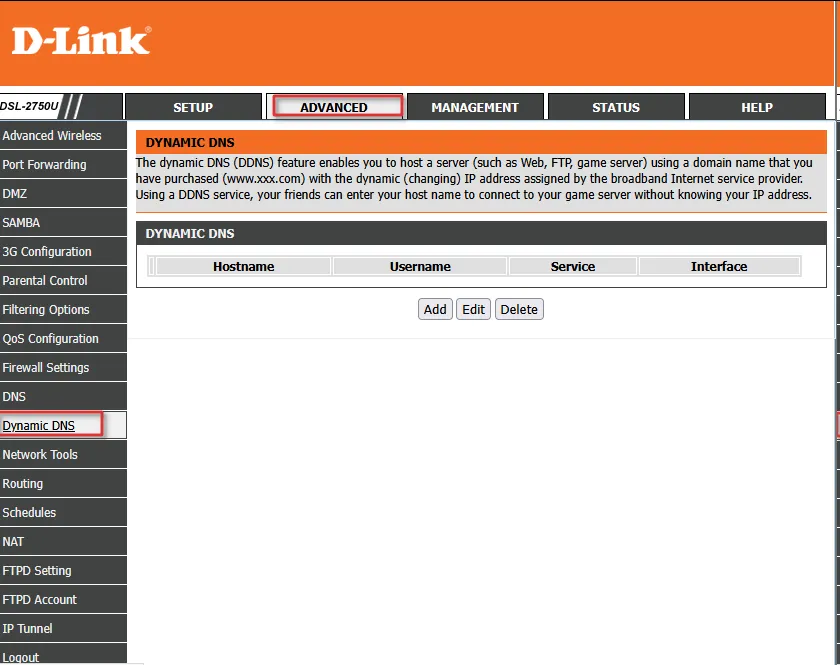 D-Link®
DSL-2750U
SETUP
ADVANCED
MANAGEMENT
STATUS
HELP
Advanced Wireless
Port Forwarding
DMZ
SAMBA
3G Configuration
Parental Control
Filtering Options
QoS Configuration
Firewall Settings
DNS
Dynamic DNS
Network Tools
Routing
Schedules
NAT
FTPD Setting
FTPD Account
IP Tunnel
Logout
DYNAMIC DNS
The dynamic DNS (DDNS) feature enables you to host a server (such as Web, FTP, game server) using a domain name that you
have purchased (www.xxx.com) with the dynamic (changing) IP address assigned by the broadband Internet service provider.
Using a DDNS service, your friends can enter your host name to connect to your game server without knowing your IP address.
DYNAMIC DNS
Hostname Username Service Interface
Add Edit Delete